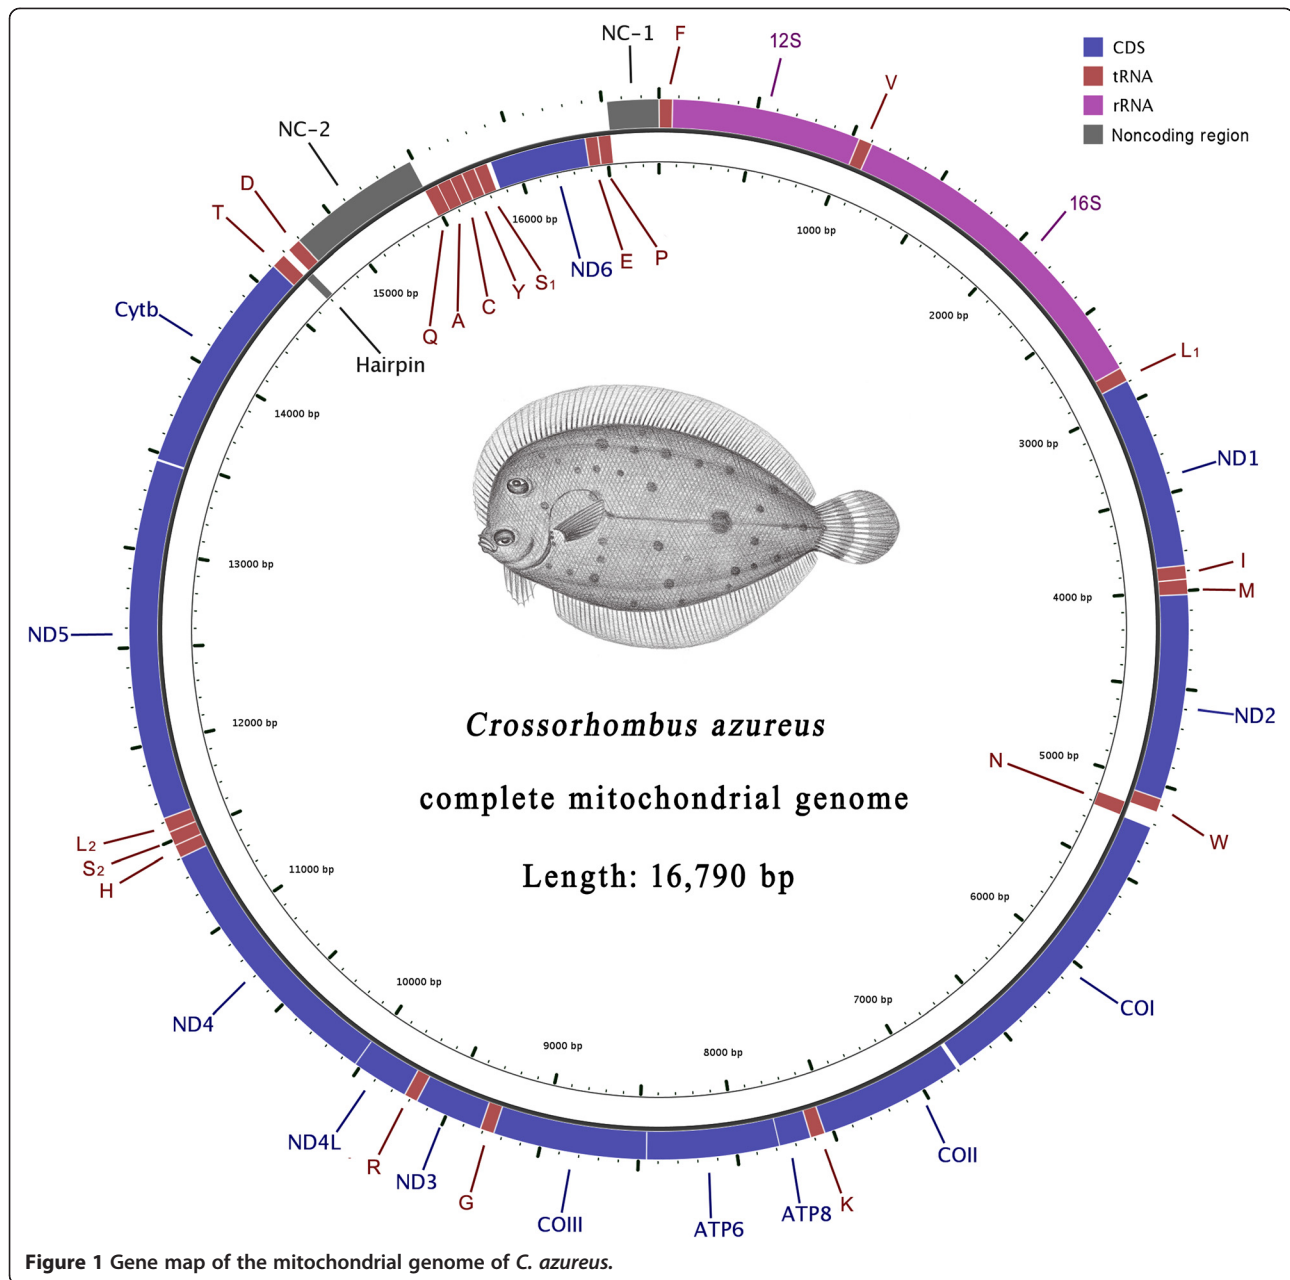 NC-1
F
12S
V
16S
L1
ND1
I
M
ND2
W
N
COI
COII
K
ATP8
ATP6
COIII
G
ND3
R
ND4L
ND4
H
S2
L2
ND5
Cytb
T
D
NC-2
Hairpin
Q
A
C
Y
S1
ND6
E
P
CDS
tRNA
rRNA
Noncoding region
1000 bp
2000 bp
3000 bp
4000 bp
5000 bp
6000 bp
7000 bp
8000 bp
9000 bp
10000 bp
11000 bp
12000 bp
13000 bp
14000 bp
15000 bp
16000 bp
Crossorhombus azureus
complete mitochondrial genome
Length: 16,790 bp
Figure 1 Gene map of the mitochondrial genome of C. azureus.